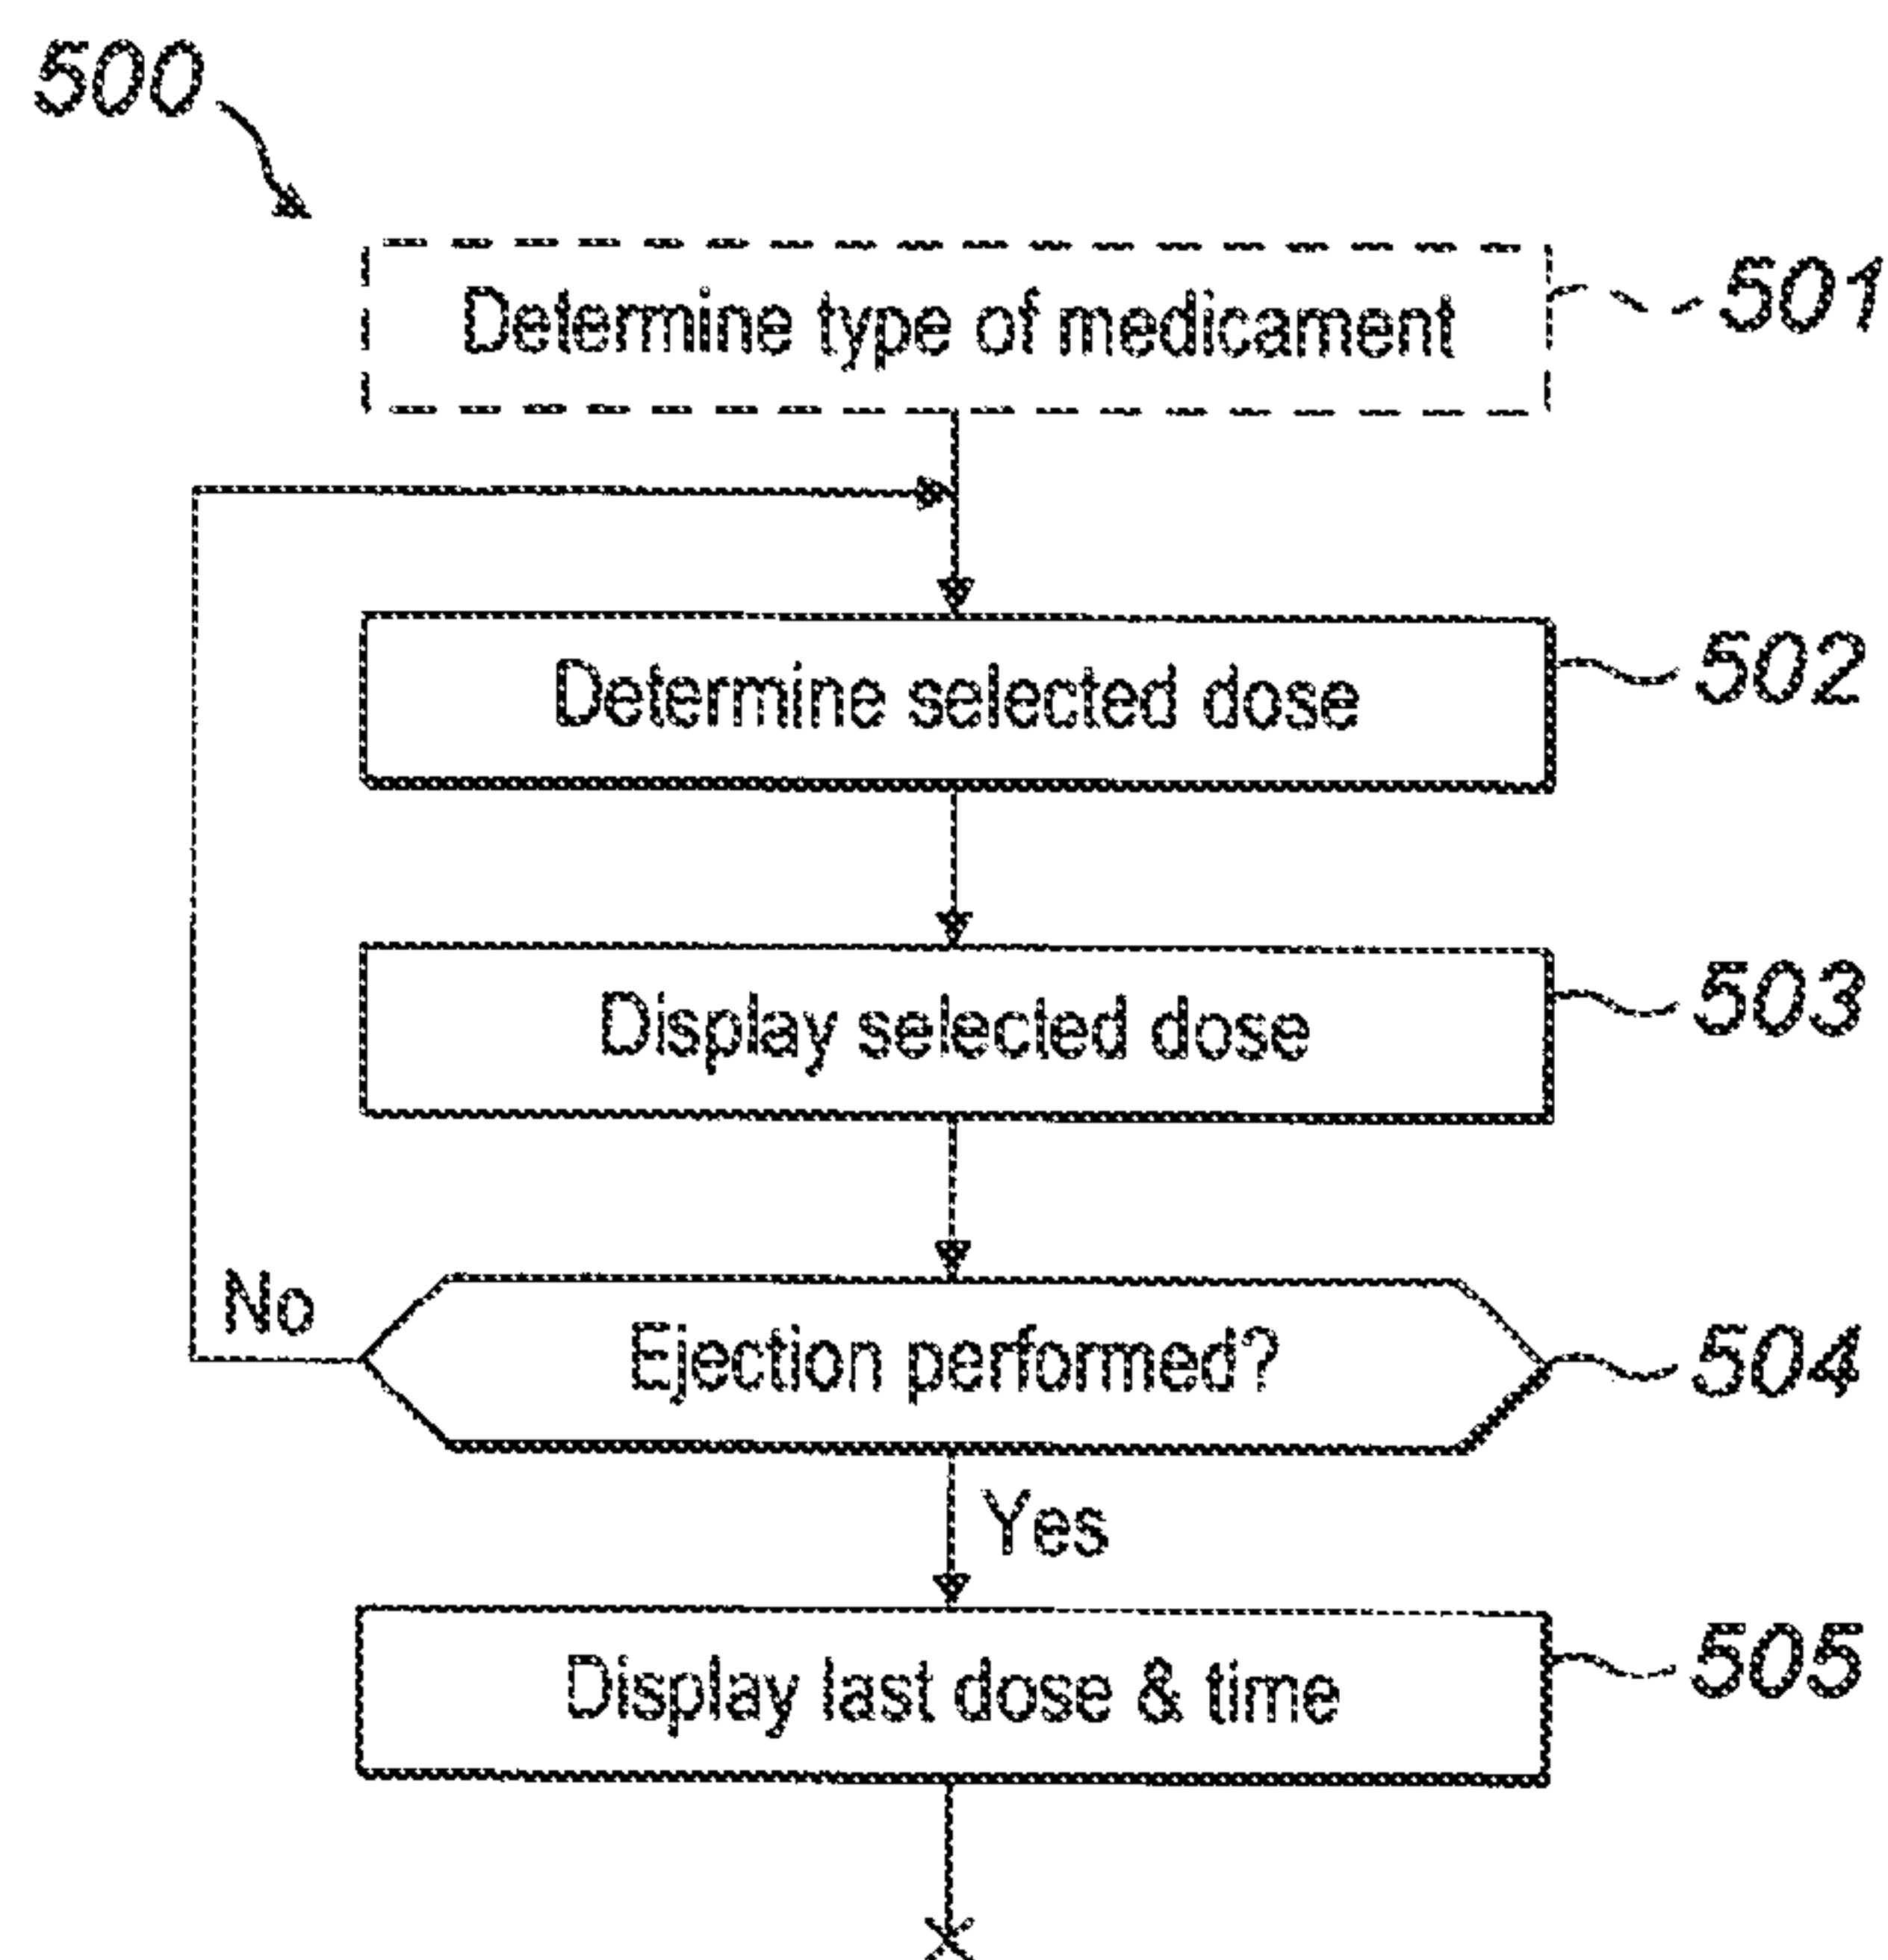 500
Determine type of medicament
501
Determine selected dose
502
Display selected dose
503
No
Ejection performed?
504
Yes
Display last dose & time
505